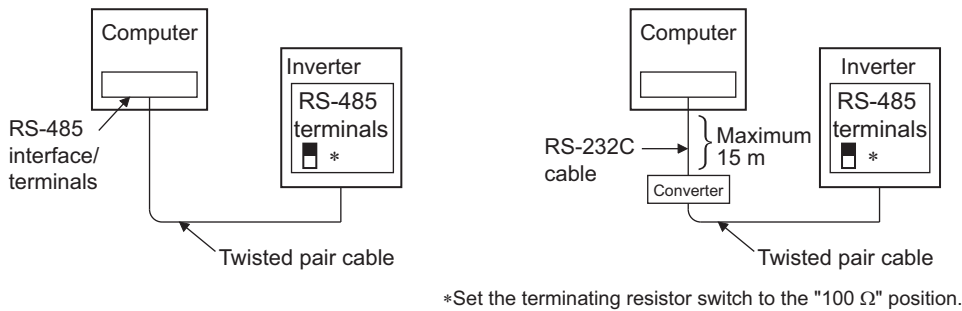 Computer
Inverter
RS-485
terminals
*
RS-485
interface/
terminals
Twisted pair cable
Computer
Inverter
RS-485
terminals
*
RS-232C
cable
Maximum
15 m
Converter
Twisted pair cable
*Set the terminating resistor switch to the "100 Ω" position.